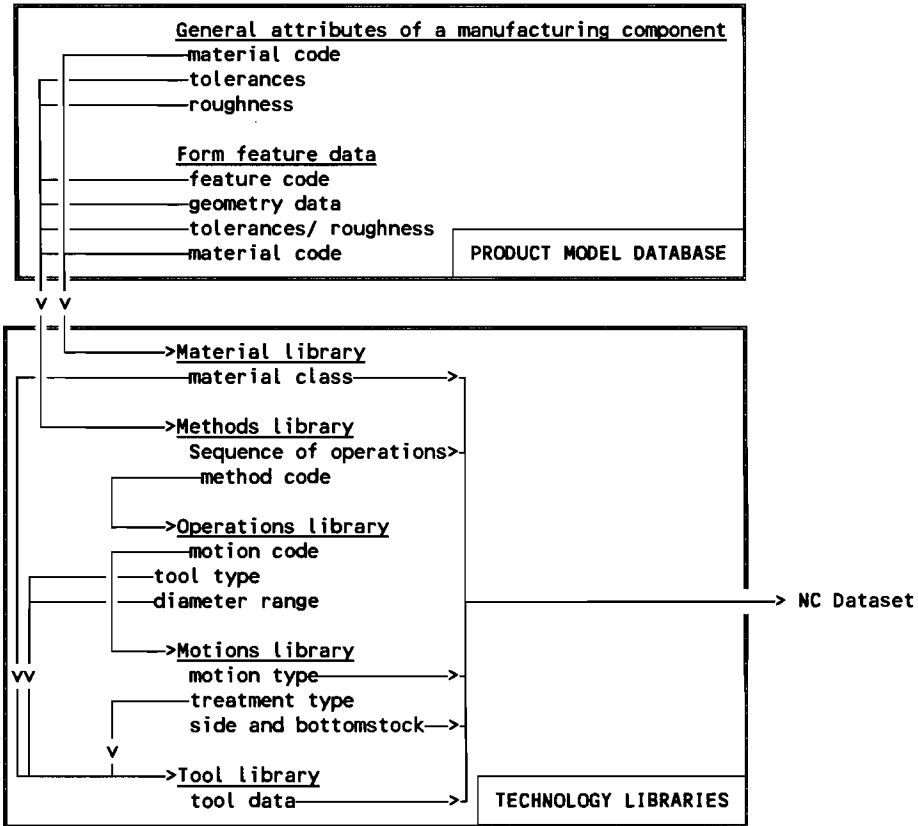 General attributes of a manufacturing component
material code
tolerances
roughness
Form feature data
feature code
geometry data
tolerances/ roughness
material code
PRODUCT MODEL DATABASE
v v
>Material library
material class >
>Methods library
Sequence of operations>
method code
>Operations library
motion code
tool type
diameter range
> NC Dataset
>Motions library
motion type >
vv
treatment type
side and bottomstock >
v
>Tool library
tool data >
TECHNOLOGY LIBRARIES